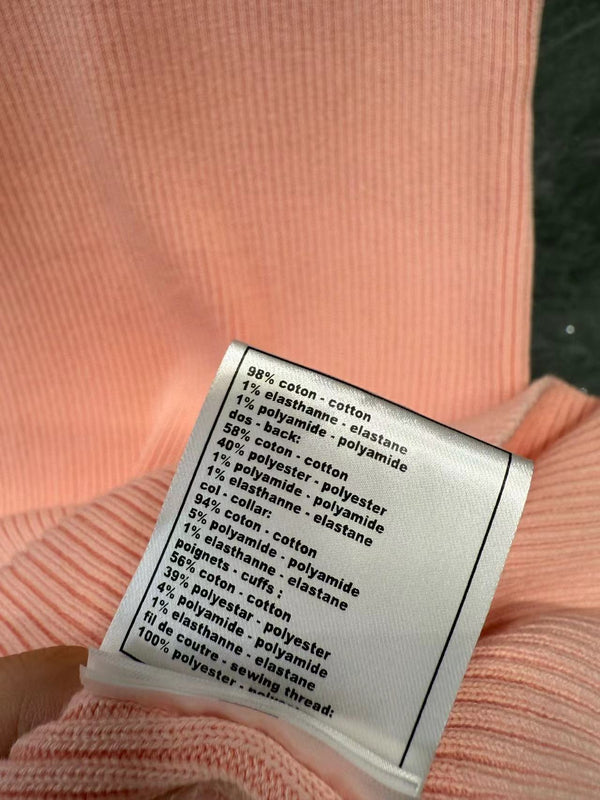 98% coton - cotton
1% elasthanne - elastane
1% polyamide - polyamide
dos - back:
58% coton - cotton
40% polyester - polyester
1% polyamide - polyamide
1% elasthanne - elastane
col - collar:
94% coton - cotton
5% polyamide - polyamide
1% elasthanne - elastane
poignets - cuffs :
56% coton - cotton
39% polyestar - polyester
4% polyamide - polyamide
1% elasthanne - elastane
fil de coutre - sewing thread:
100% polyester -